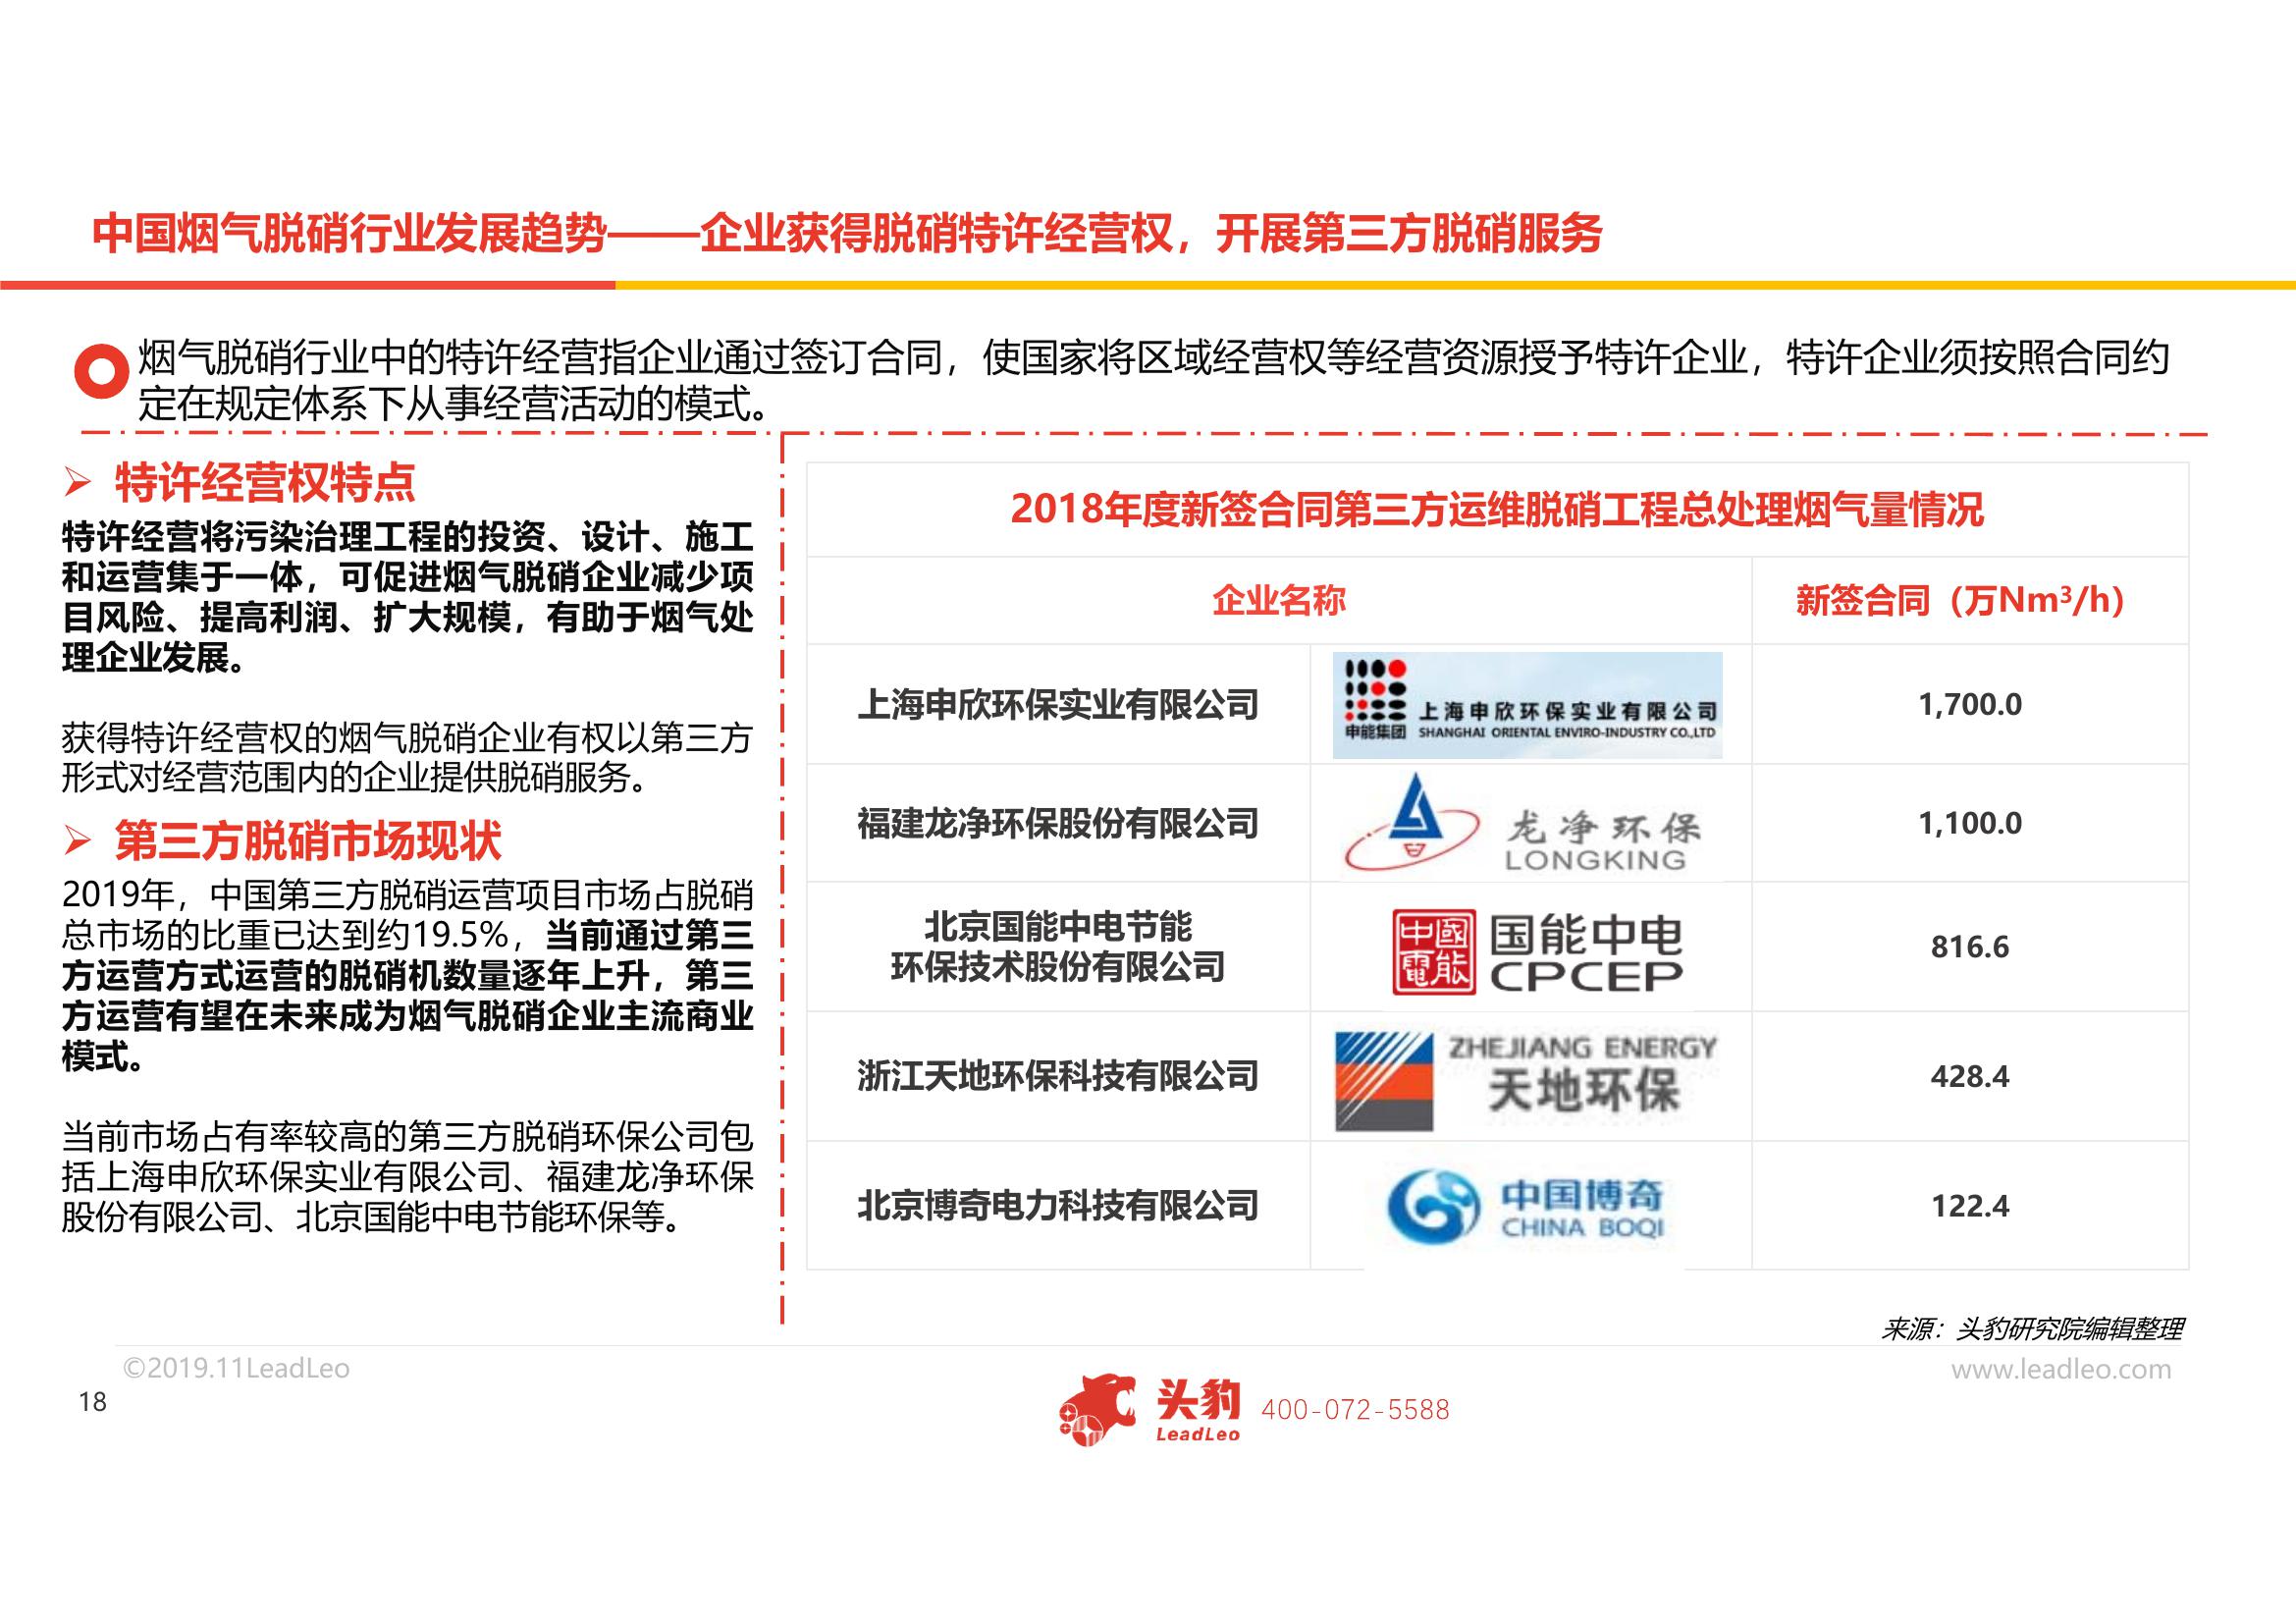 中国烟气脱硝行业发展趋势——企业获得脱硝特许经营权，开展第三方脱硝服务
烟气脱硝行业中的特许经营指企业通过签订合同，使国家将区域经营权等经营资源授予特许企业，特许企业须按照合同约
定在规定体系下从事经营活动的模式。
特许经营权特点
特许经营将污染治理工程的投资、设计、施工
和运营集于一体，可促进烟气脱硝企业减少项
目风险、提高利润、扩大规模，有助于烟气处
理企业发展。
获得特许经营权的烟气脱硝企业有权以第三方
形式对经营范围内的企业提供脱硝服务。
第三方脱硝市场现状
2019年，中国第三方脱硝运营项目市场占脱硝
总市场的比重已达到约19.5%，当前通过第三
方运营方式运营的脱硝机数量逐年上升，第三
方运营有望在未来成为烟气脱硝企业主流商业
模式。
当前市场占有率较高的第三方脱硝环保公司包
括上海申欣环保实业有限公司、福建龙净环保
股份有限公司、北京国能中电节能环保等。
2018年度新签合同第三方运维脱硝工程总处理烟气量情况
企业名称
新签合同（万Nm³/h）
上海申欣环保实业有限公司
申能集团
上海申欣环保实业有限公司
SHANGHAI ORIENTAL ENVIRO-INDUSTRY CO.,LTD
1,700.0
福建龙净环保股份有限公司
龙净环保
LONGKING
1,100.0
北京国能中电节能
环保技术股份有限公司
中國
電能
国能中电
CPCEP
816.6
浙江天地环保科技有限公司
ZHEJIANG ENERGY
天地环保
428.4
北京博奇电力科技有限公司
中国博奇
CHINA BOQI
122.4
来源：头豹研究院编辑整理
©2019.11LeadLeo
www.leadleo.com
18
头豹
LeadLeo
400-072-5588